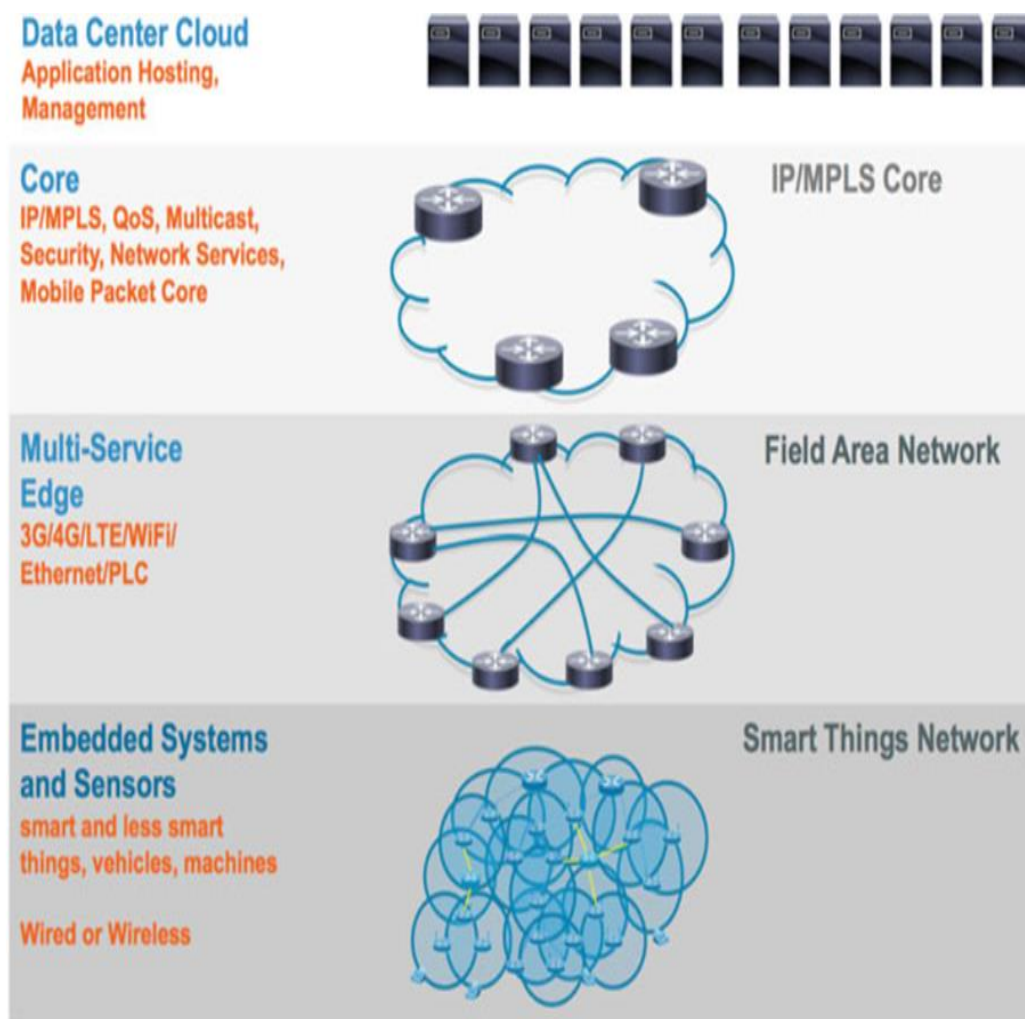 Data Center Cloud
Application Hosting,
Management
Core
IP/MPLS Core
IP/MPLS, QoS, Multicast,
Security, Network Services,
Mobile Packet Core
Multi-Service
Edge
Field Area Network
3G/4G/LTE/WiFi/
Ethernet/PLC
Embedded Systems
and Sensors
Smart Things Network
smart and less smart
things, vehicles, machines
Wired or Wireless